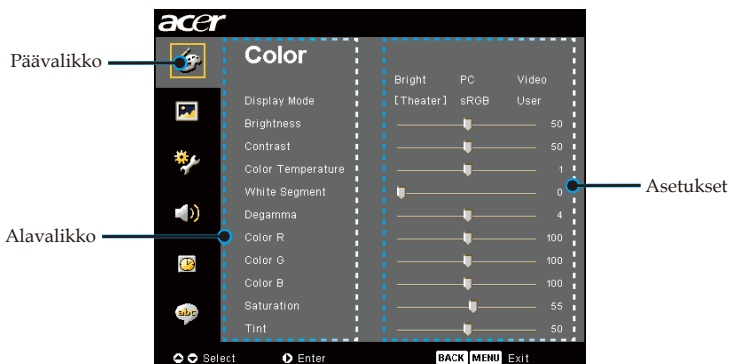 acer
Päävalikko
Color
Bright PC Video
Display Mode [Theater] sRGB User
Brightness 50
Contrast 50
Color Temperature 1
White Segment 0
Asetukset
Degamma 4
Alavalikko
Color R 100
Color G 100
Color B 100
abc
Saturation 55
Tint 50
Select Enter BACK MENU Exit